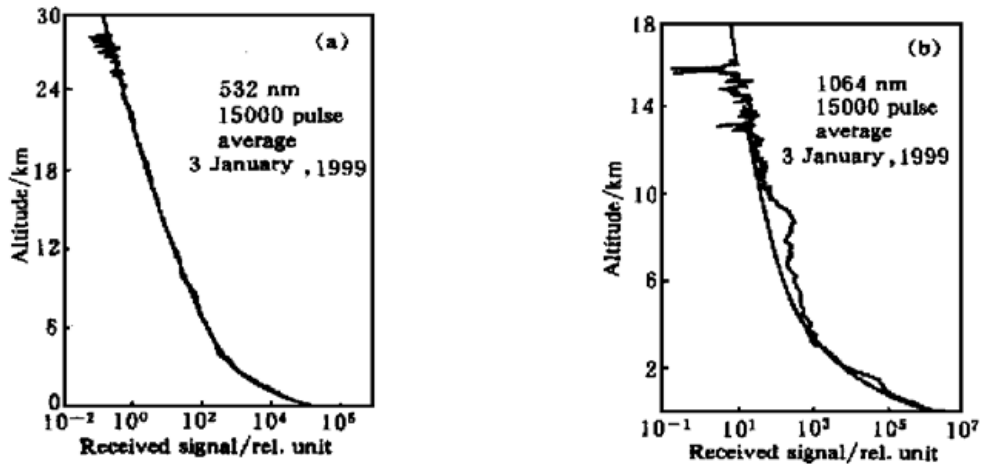 30
24
18
12
6
0
Altitude/km
(a)
532 nm
15000 pulse
average
3 January , 1999
10⁻² 10⁰ 10² 10⁴ 10⁶
Received signal/rel. unit
18
14
10
6
2
Altitude/km
(b)
1064 nm
15000 pulse
average
3 January , 1999
10⁻¹ 10¹ 10³ 10⁵ 10⁷
Received signal/rel. unit